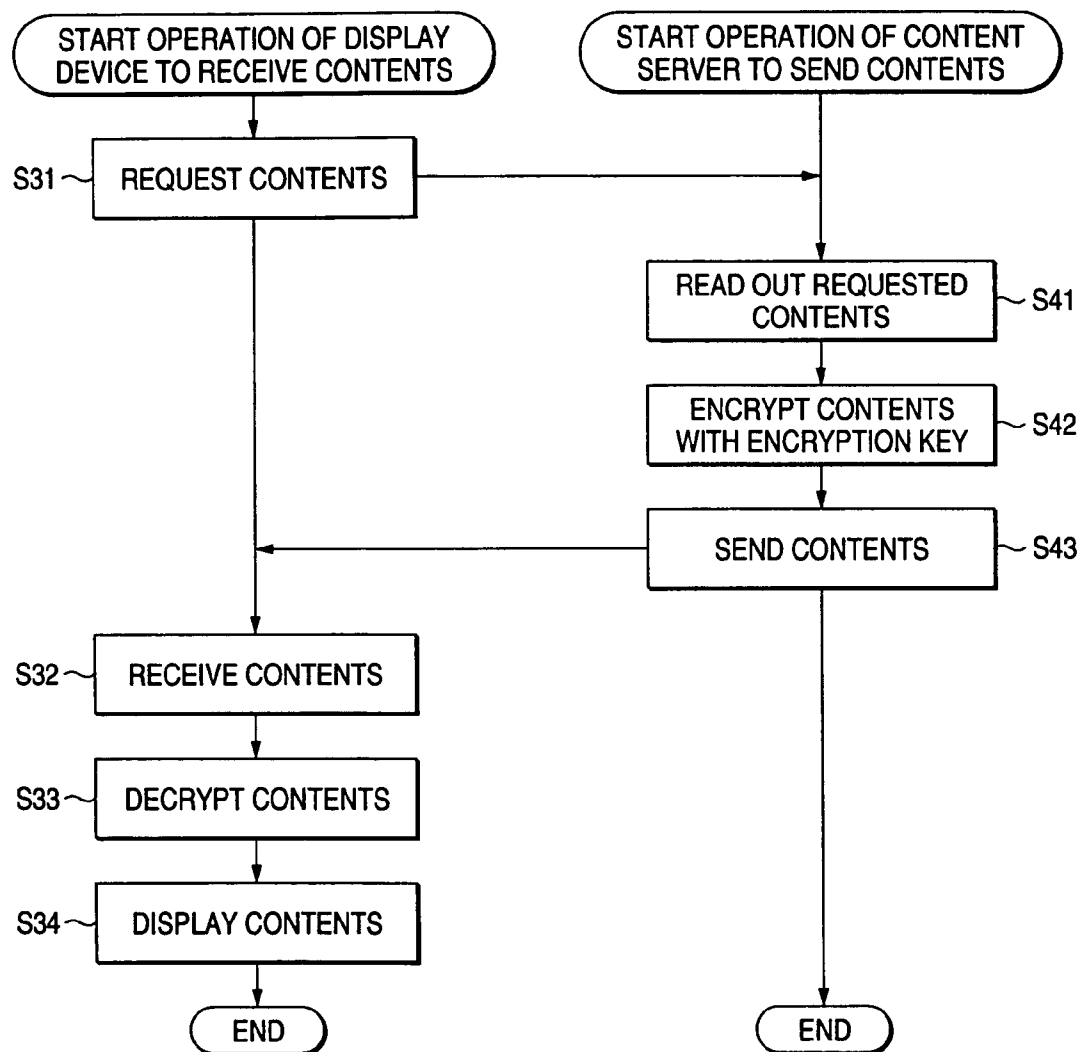 START OPERATION OF DISPLAY
DEVICE TO RECEIVE CONTENTS
START OPERATION OF CONTENT
SERVER TO SEND CONTENTS
S31
REQUEST CONTENTS
READ OUT REQUESTED
CONTENTS
S41
ENCRYPT CONTENTS
WITH ENCRYPTION KEY
S42
SEND CONTENTS
S43
S32
RECEIVE CONTENTS
S33
DECRYPT CONTENTS
S34
DISPLAY CONTENTS
END
END